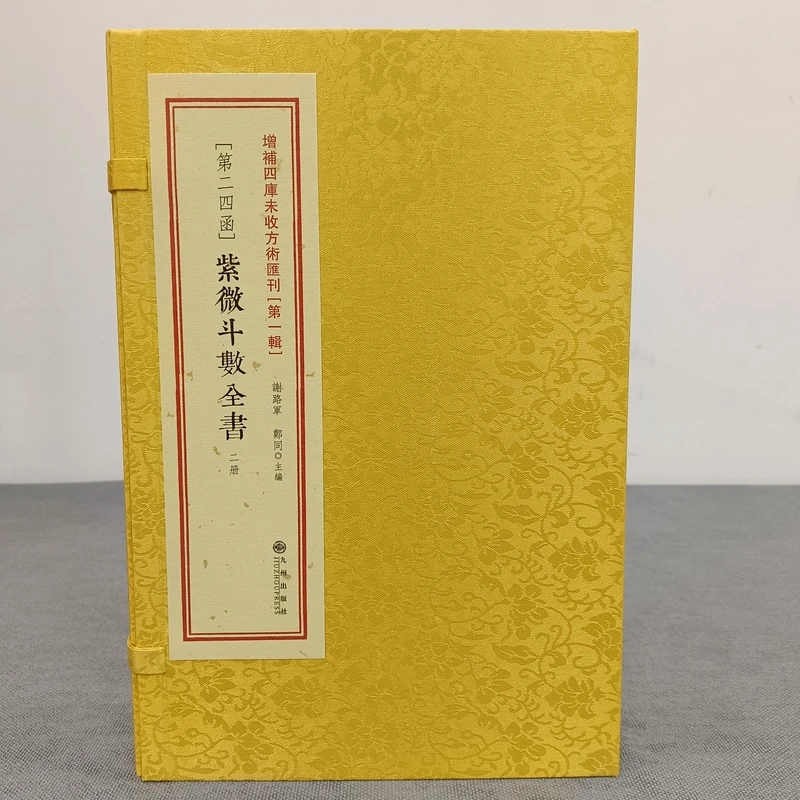 增補四庫未收方術匯刊[第一輯]
謝路軍 鄭同○主編
[第二四函]紫微斗數全書 二册
九州出版社
JIUZHOUPRESS